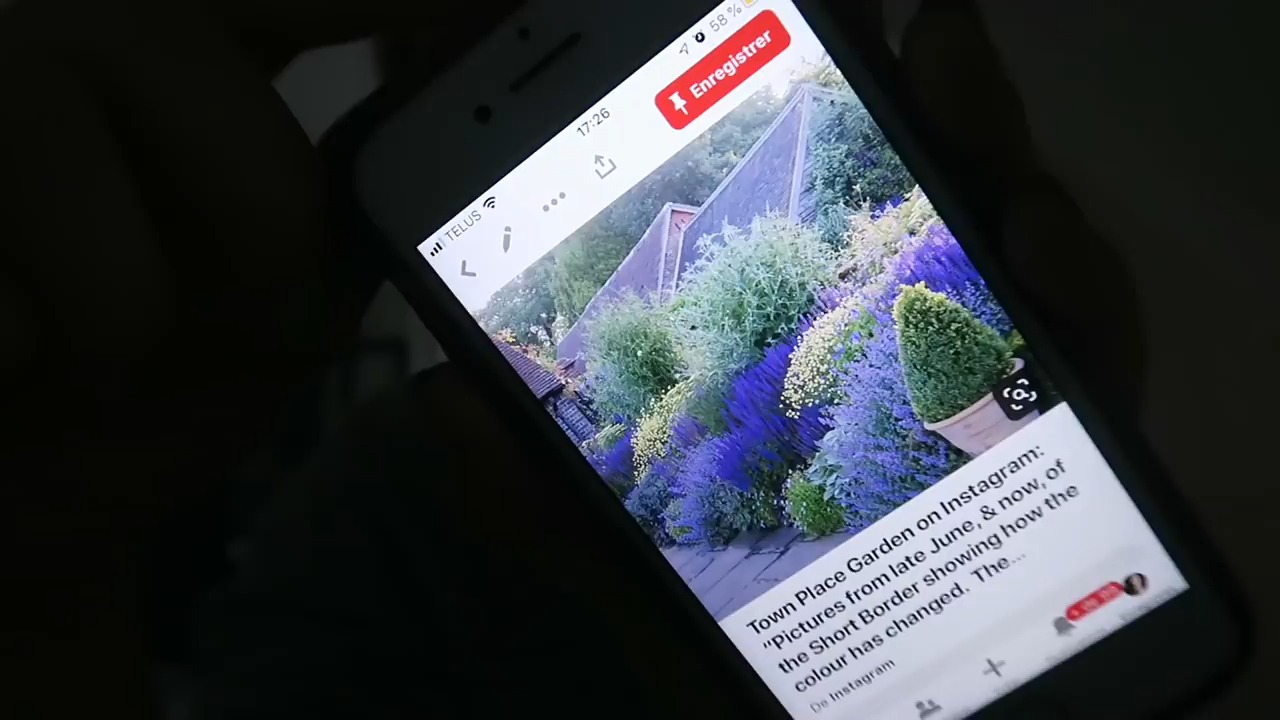 TELUS 17:26 58 %
Enregistrer
Town Place Garden on Instagram:
"Pictures from late June, & now, of
the Short Border showing how the
colour has changed. The...
De Instagram